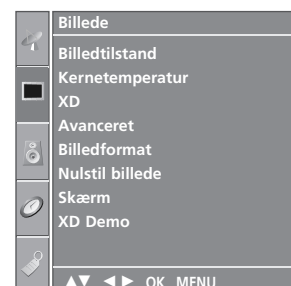 Billede
Billedtilstand
Kernetemperatur
XD
Avanceret
Billedformat
Nulstil billede
Skærm
XD Demo
▲▼ ◄► OK MENU